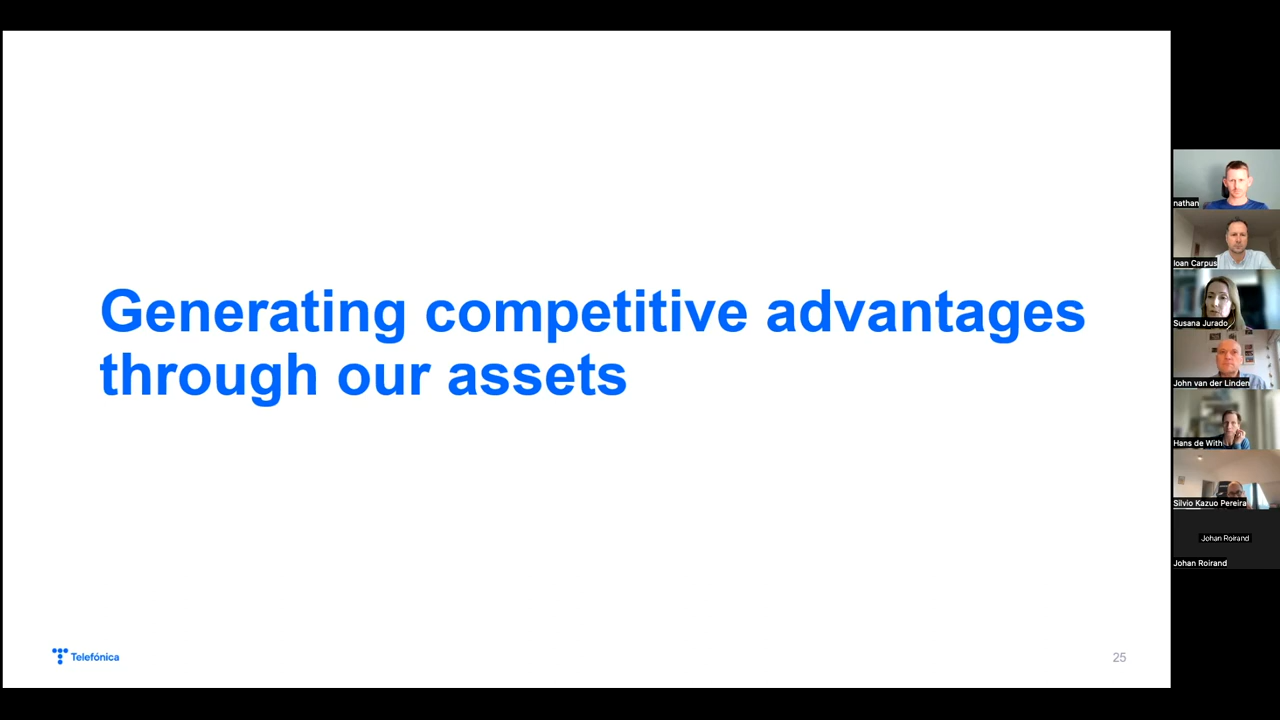 Generating competitive advantages
through our assets
Telefónica
25
nathan
Ioan Carpus
Susana Jurado
John van der Linden
Hans de With
Silvio Kazuo Pereira
Johan Roirand
Johan Roirand